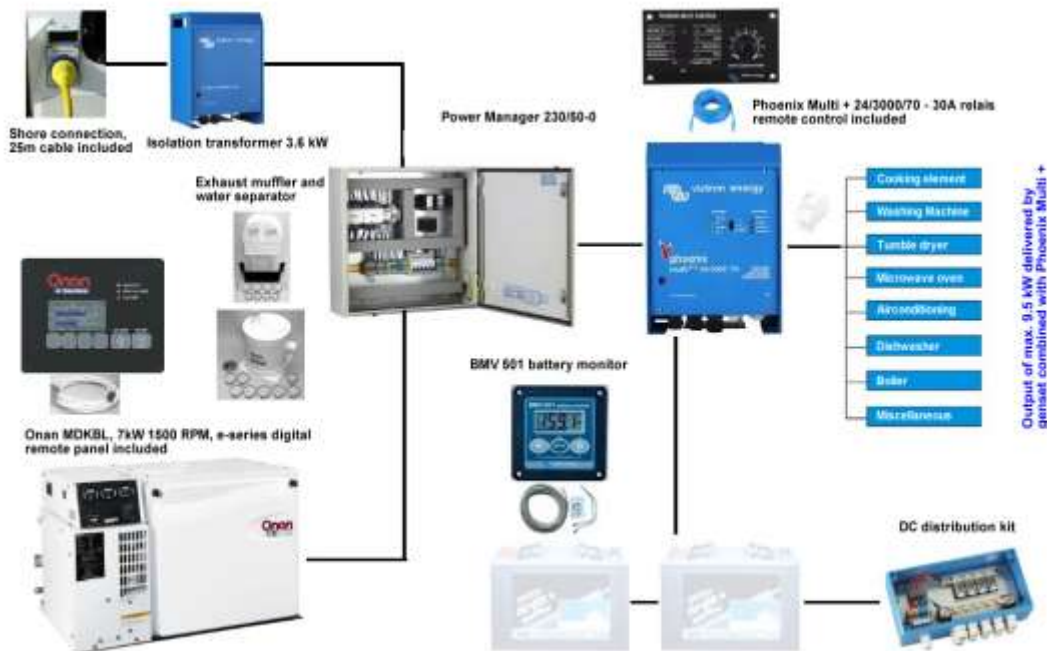 Shore connection,
25m cable included
Isolation transformer 3.6 kW
Power Manager 230/50-0
Phoenix Multi + 24/3000/70 - 30A relais
remote control included
Exhaust muffler and
water separator
Onan
victron energy
phoenix
Cooking element
Washing Machine
Tumble dryer
Microwave oven
Airconditioning
Dishwasher
Boiler
Miscellaneous
Output of max. 9.5 kW delivered by
genset combined with Phoenix Multi +
BMV 501 battery monitor
Onan MDKBL, 7kW 1500 RPM, e-series digital
remote panel included
Onan
DC distribution kit